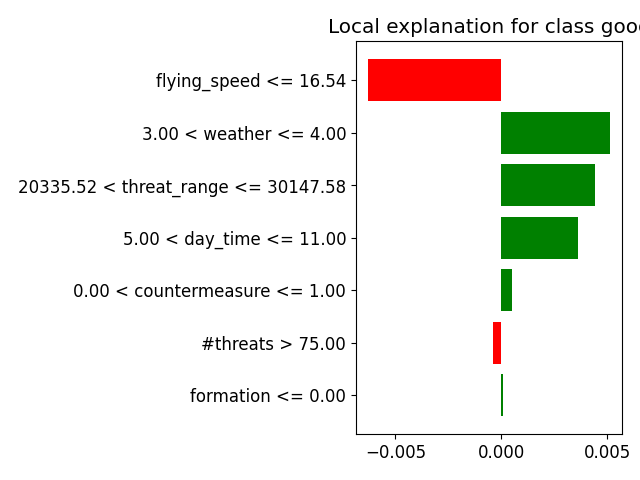 Local explanation for class good
flying_speed <= 16.54
3.00 < weather <= 4.00
20335.52 < threat_range <= 30147.58
5.00 < day_time <= 11.00
0.00 < countermeasure <= 1.00
#threats > 75.00
formation <= 0.00
−0.005 0.000 0.005